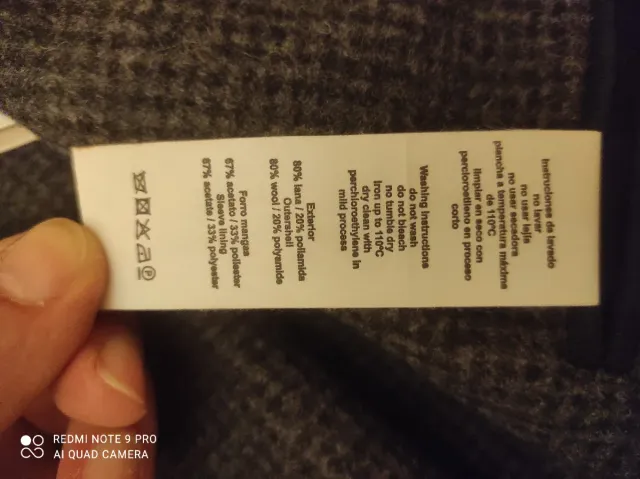 Instrucciones de lavado
no lavar
no usar lejía
no usar secadora
plancha a temperatura máxima
de 110ºC
limpiar en seco con
percloroetileno en proceso
corto
Washing instructions
do not wash
do not bleach
no tumble dry
Iron up to 110ºC
dry clean with
perchloroethylene in
mild process
Exterior
80% lana / 20% poliamida
Outershell
80% wool / 20% polyamide
Forro mangas
67% acetato / 33% poliester
Sleeve lining
67% acetate / 33% polyester
P
REDMI NOTE 9 PRO
AI QUAD CAMERA